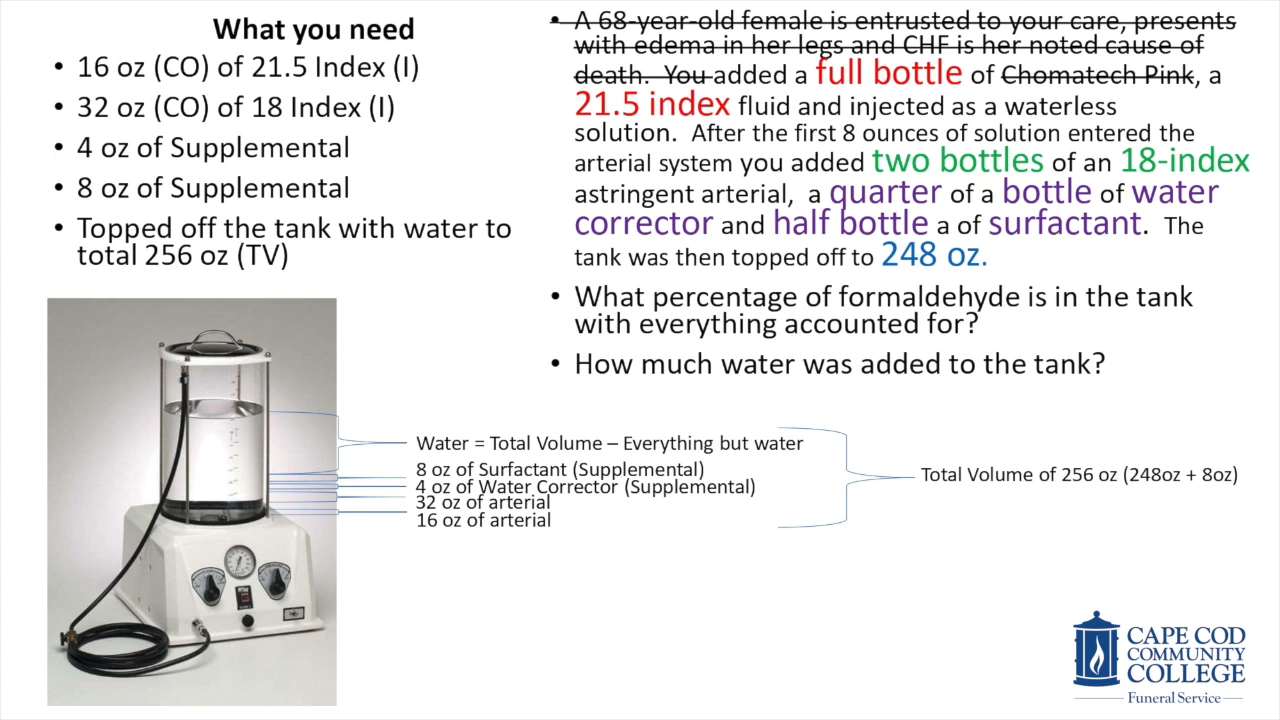 What you need
• 16 oz (CO) of 21.5 Index (I)
• 32 oz (CO) of 18 Index (I)
• 4 oz of Supplemental
• 8 oz of Supplemental
• Topped off the tank with water to
total 256 oz (TV)
• A 68-year-old female is entrusted to your care, presents
with edema in her legs and CHF is her noted cause of
death. You added a full bottle of Chomatech Pink, a
21.5 index fluid and injected as a waterless
solution. After the first 8 ounces of solution entered the
arterial system you added two bottles of an 18-index
astringent arterial, a quarter of a bottle of water
corrector and half bottle a of surfactant. The
tank was then topped off to 248 oz.
• What percentage of formaldehyde is in the tank
with everything accounted for?
• How much water was added to the tank?
Water = Total Volume – Everything but water
8 oz of Surfactant (Supplemental)
4 oz of Water Corrector (Supplemental)
32 oz of arterial
16 oz of arterial
Total Volume of 256 oz (248oz + 8oz)
CAPE COD
COMMUNITY
COLLEGE
Funeral Service